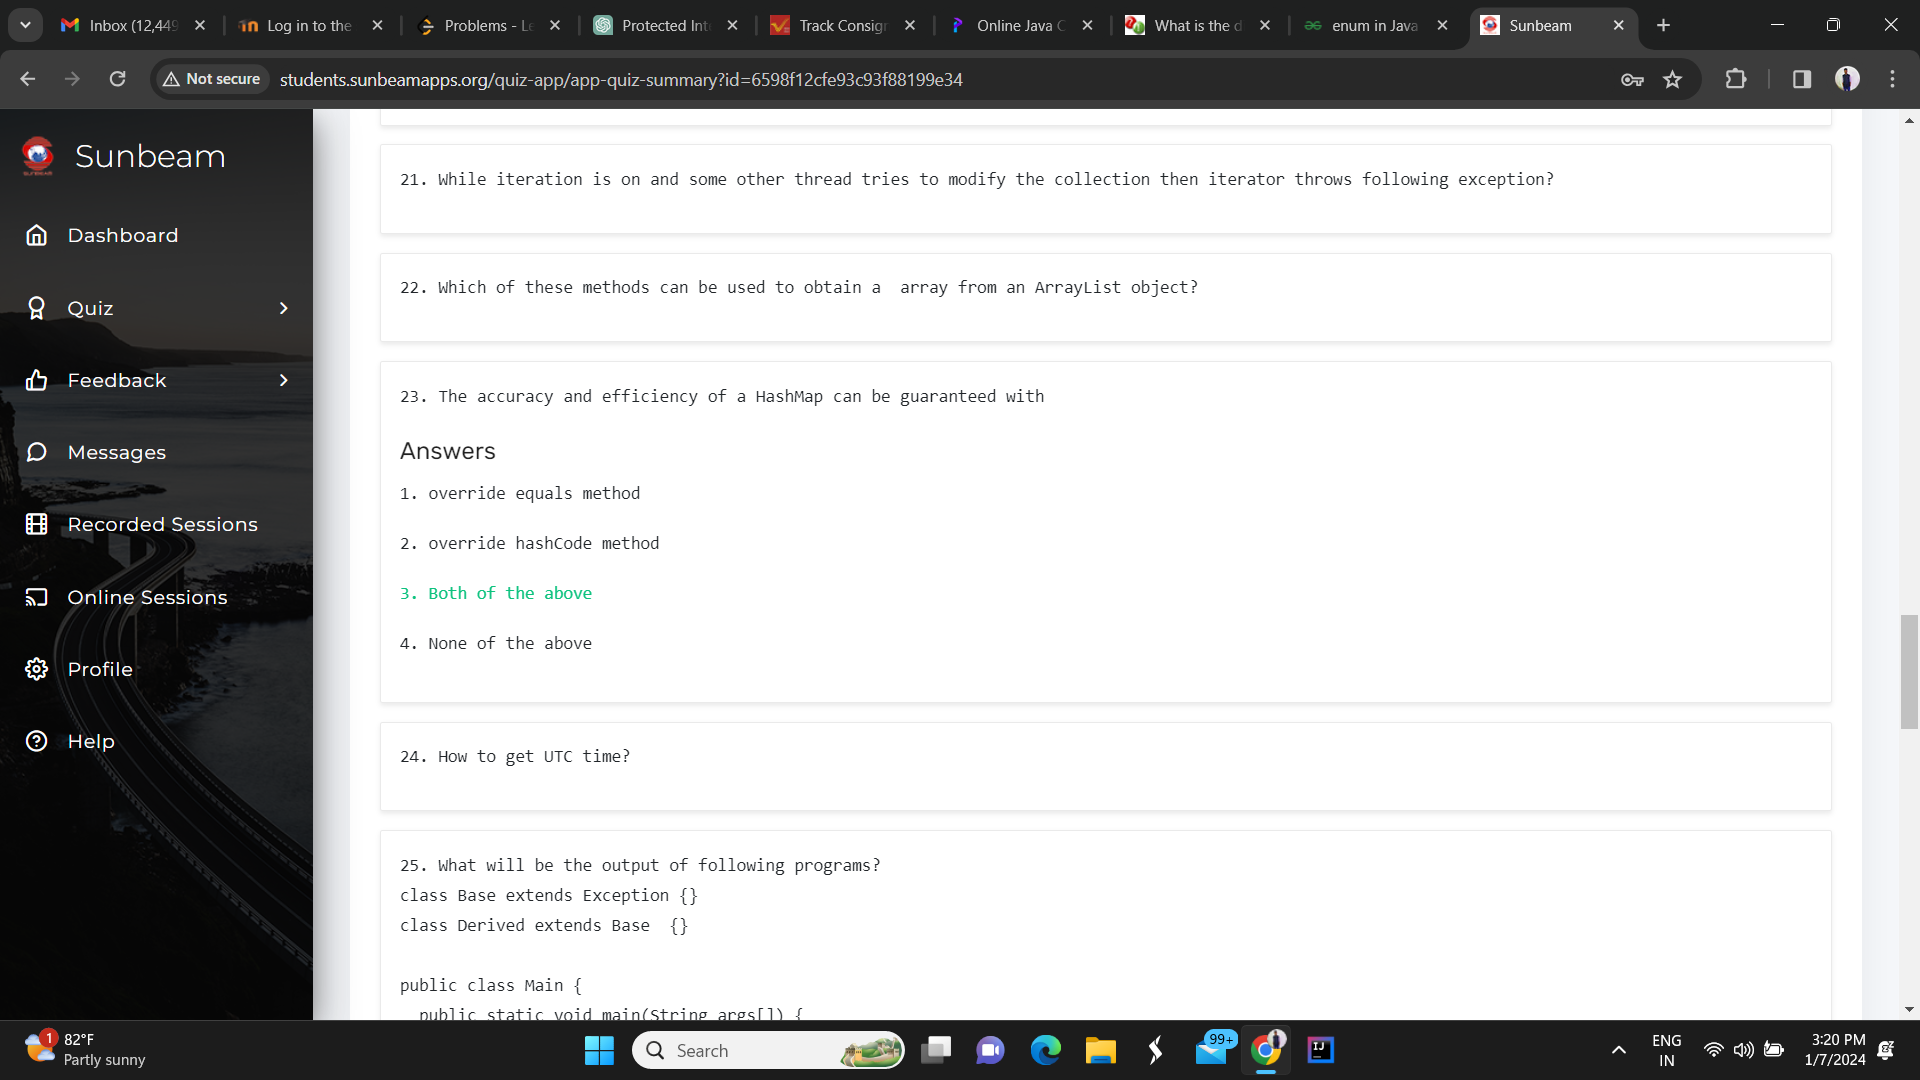 Inbox (12,449
Log in to the
Problems - Le
Protected Int
Track Consign
Online Java C
What is the d
enum in Java
Sunbeam
Not secure
students.sunbeamapps.org/quiz-app/app-quiz-summary?id=6598f12cfe93c93f88199e34
Sunbeam
Dashboard
Quiz
Feedback
Messages
Recorded Sessions
Online Sessions
Profile
Help
21. While iteration is on and some other thread tries to modify the collection then iterator throws following exception?
22. Which of these methods can be used to obtain a  array from an ArrayList object?
23. The accuracy and efficiency of a HashMap can be guaranteed with
Answers
1. override equals method
2. override hashCode method
3. Both of the above
4. None of the above
24. How to get UTC time?
25. What will be the output of following programs?
class Base extends Exception {}
class Derived extends Base  {}
public class Main {
public static void main(String args[]) {
1
82°F
Partly sunny
Search
99+
IJ
ENG
IN
3:20 PM
1/7/2024